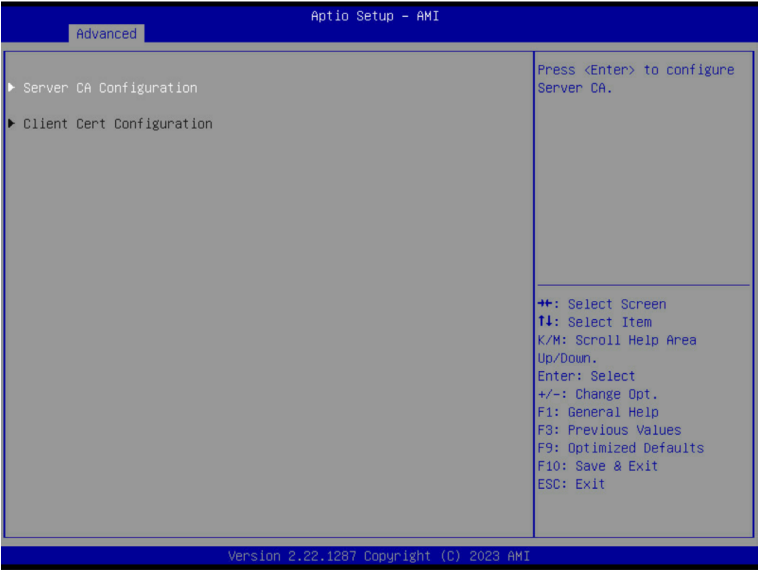 Aptio Setup – AMI
Advanced
▶ Server CA Configuration
▶ Client Cert Configuration
Press <Enter> to configure
Server CA.
→←: Select Screen
↑↓: Select Item
K/M: Scroll Help Area
Up/Down.
Enter: Select
+/-: Change Opt.
F1: General Help
F3: Previous Values
F9: Optimized Defaults
F10: Save & Exit
ESC: Exit
Version 2.22.1287 Copyright (C) 2023 AMI